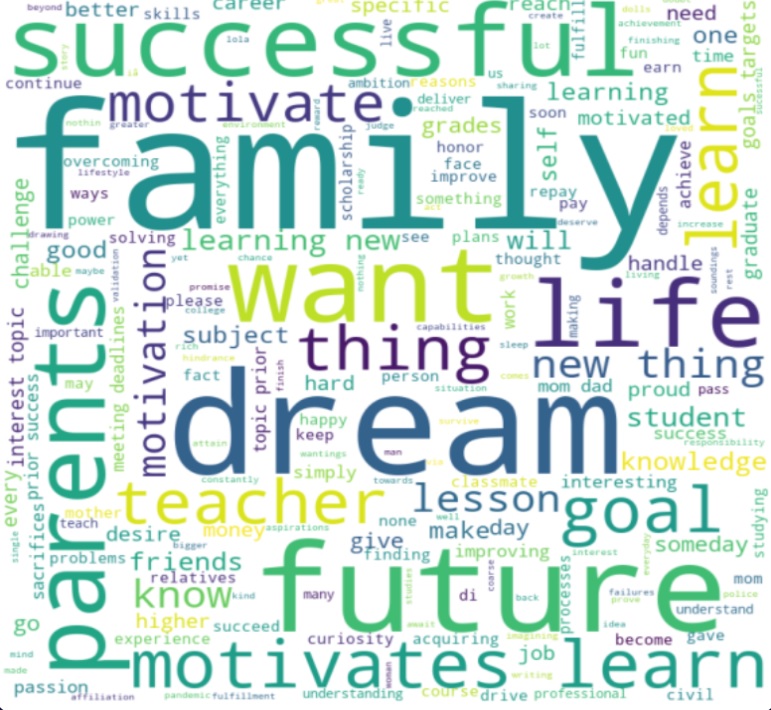 beyond better skills career specific reach need
successful
live lola create fulfill achievement dolls
lot finishing one
story time
continue us sharing fun earn goals targets
motivate ambition reasons learning
nothin greater deliver reached soon motivated
family
environment reward judge grades self loved
overcoming everything scholarship honor
lifestyle face learn
ways ready improve achieve
something repay pay
challenge power act deserve depends graduate
drawing solving learning new see plans will increase
good yet chance thought handle living
able maybe validation nothing growth soundings rest
want
promise please college work making life
important motivation capabilities
subject thing sleep
interest topic rich hindrance new thing
fact topic prior finish person comes
may hard situation mom dad proud pass
parents meeting deadlines dream
happy keep student
attain wantings man survive success
responsibility
prior success simply knowledge
constantly towards classmate interesting
every teacher lesson goal
mother none well
sacrifices teach money aspirations make day studying
desire give
single problems bigger finding improving someday
friends interest everyday
relatives future mom
know kind many studies di coarse back processes failures police
prove understand
go higher succeed await idea
experience curiosity acquiring imagining become gave
mind motivates learn
made job
passion woman writing
affiliation pandemic fulfillment understanding course drive professional civil